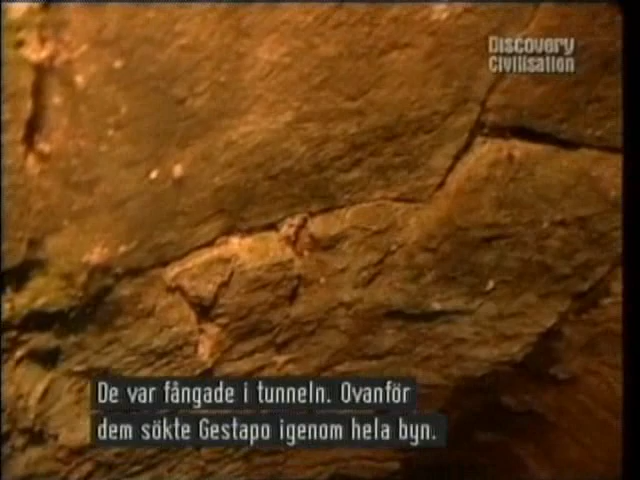 Discovery
Civilisation
De var fångade i tunneln. Ovanför
dem sökte Gestapo igenom hela byn.